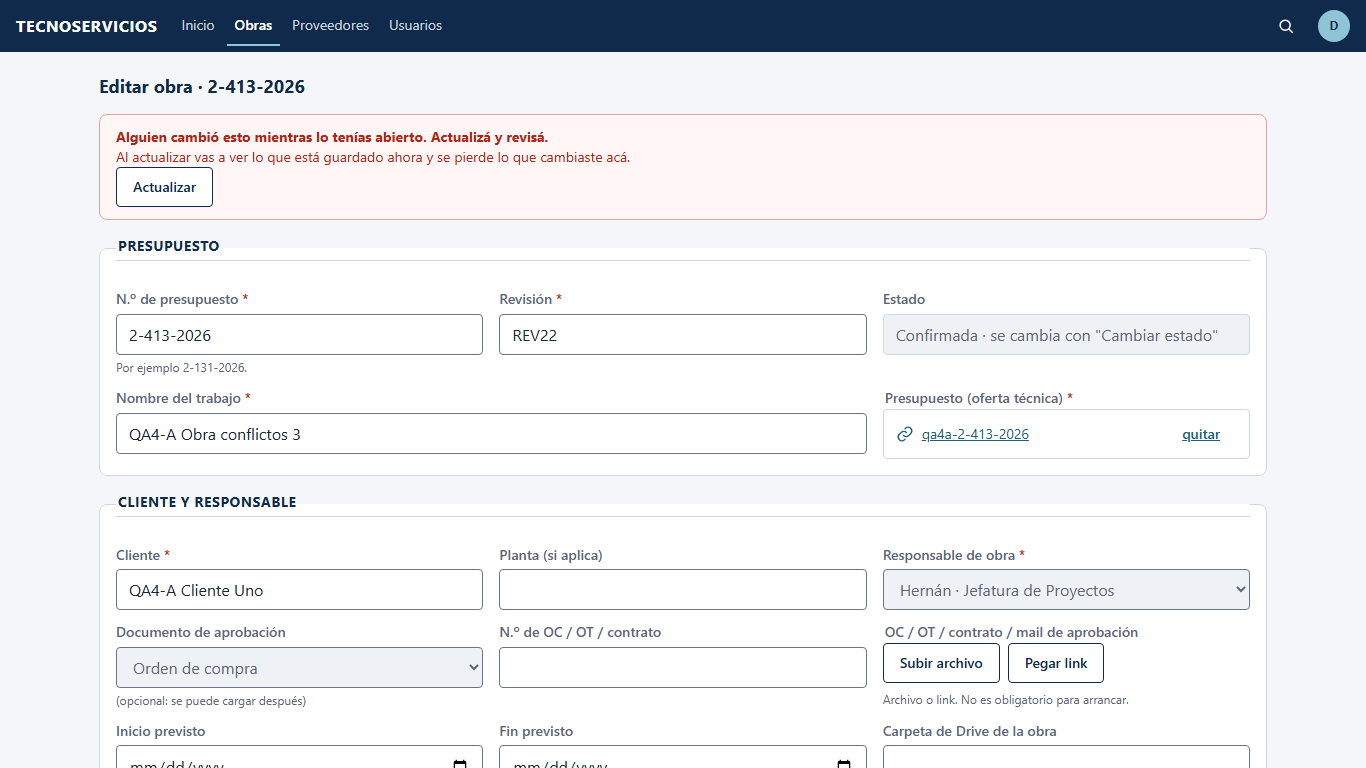 TECNOSERVICIOS Inicio Obras Proveedores Usuarios D
Editar obra · 2-413-2026
Alguien cambió esto mientras lo tenías abierto. Actualizá y revisá.
Al actualizar vas a ver lo que está guardado ahora y se pierde lo que cambiaste acá.
Actualizar
PRESUPUESTO
N.º de presupuesto * Revisión * Estado
2-413-2026 REV22 Confirmada · se cambia con "Cambiar estado"
Por ejemplo 2-131-2026.
Nombre del trabajo * Presupuesto (oferta técnica) *
QA4-A Obra conflictos 3 qa4a-2-413-2026 quitar
CLIENTE Y RESPONSABLE
Cliente * Planta (si aplica) Responsable de obra *
QA4-A Cliente Uno Hernán · Jefatura de Proyectos
Documento de aprobación N.º de OC / OT / contrato OC / OT / contrato / mail de aprobación
Orden de compra Subir archivo Pegar link
(opcional: se puede cargar después) Archivo o link. No es obligatorio para arrancar.
Inicio previsto Fin previsto Carpeta de Drive de la obra
mm/dd/yyyy mm/dd/yyyy